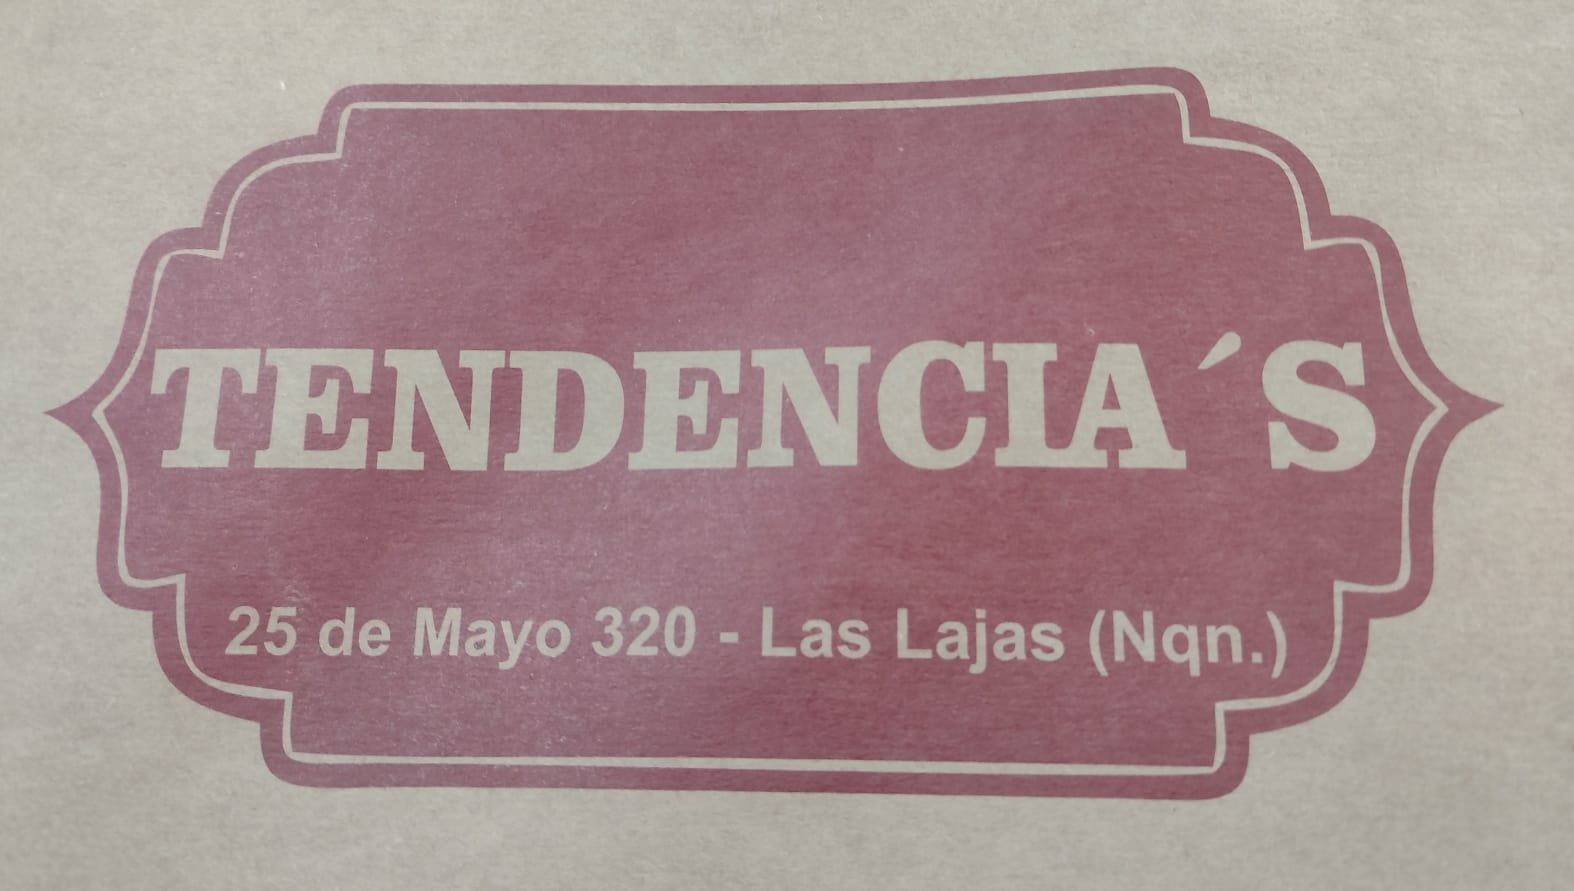 TENDENCIA´S
25 de Mayo 320 - Las Lajas (Nqn.)